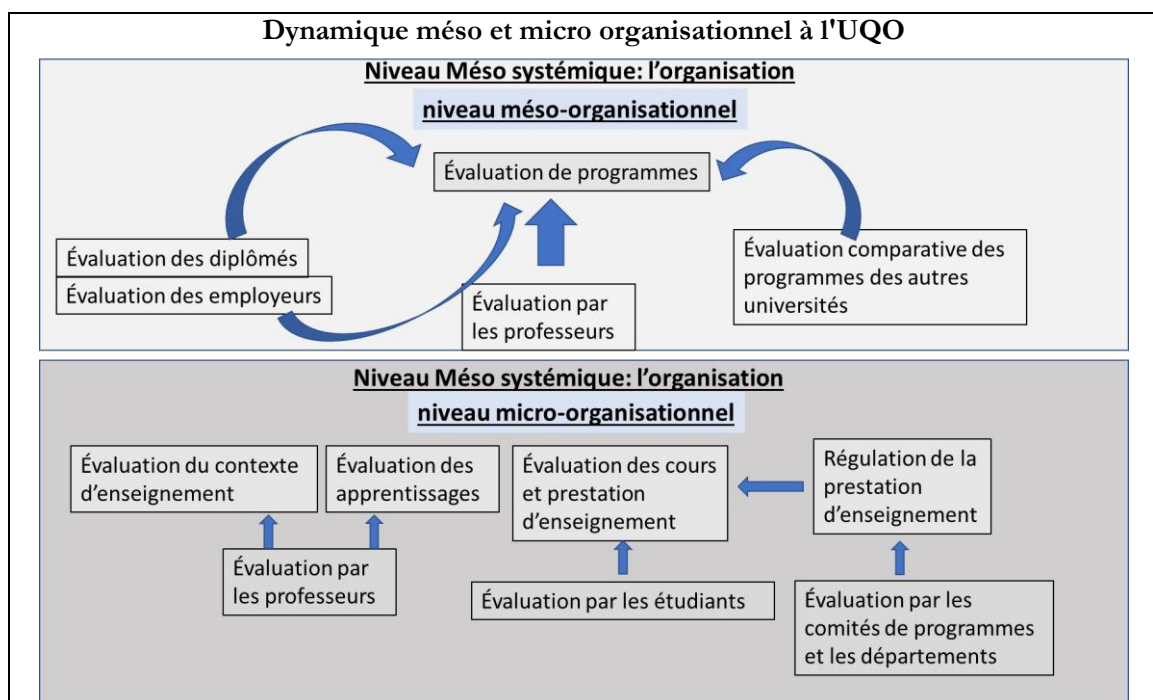 Dynamique méso et micro organisationnel à l'UQO
Niveau Méso systémique: l'organisation
niveau méso-organisationnel
Évaluation de programmes
Évaluation des diplômés
Évaluation des employeurs
Évaluation par
les professeurs
Évaluation comparative des
programmes des autres
universités
Niveau Méso systémique: l'organisation
niveau micro-organisationnel
Évaluation du contexte
d'enseignement
Évaluation des
apprentissages
Évaluation des cours
et prestation
d'enseignement
Régulation de la
prestation
d'enseignement
Évaluation par
les professeurs
Évaluation par les étudiants
Évaluation par les
comités de programmes
et les départements